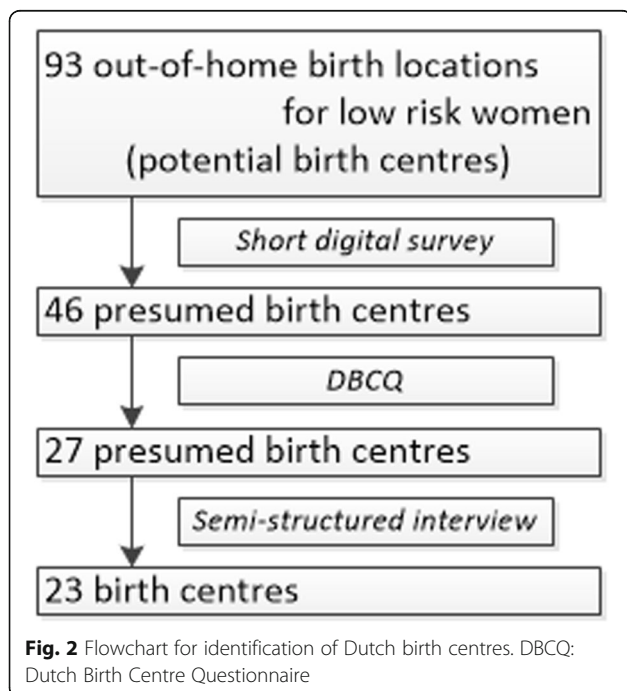 93 out-of-home birth locations
for low risk women
(potential birth centres)
Short digital survey
46 presumed birth centres
DBCQ
27 presumed birth centres
Semi-structured interview
23 birth centres
Fig. 2 Flowchart for identification of Dutch birth centres. DBCQ:
Dutch Birth Centre Questionnaire